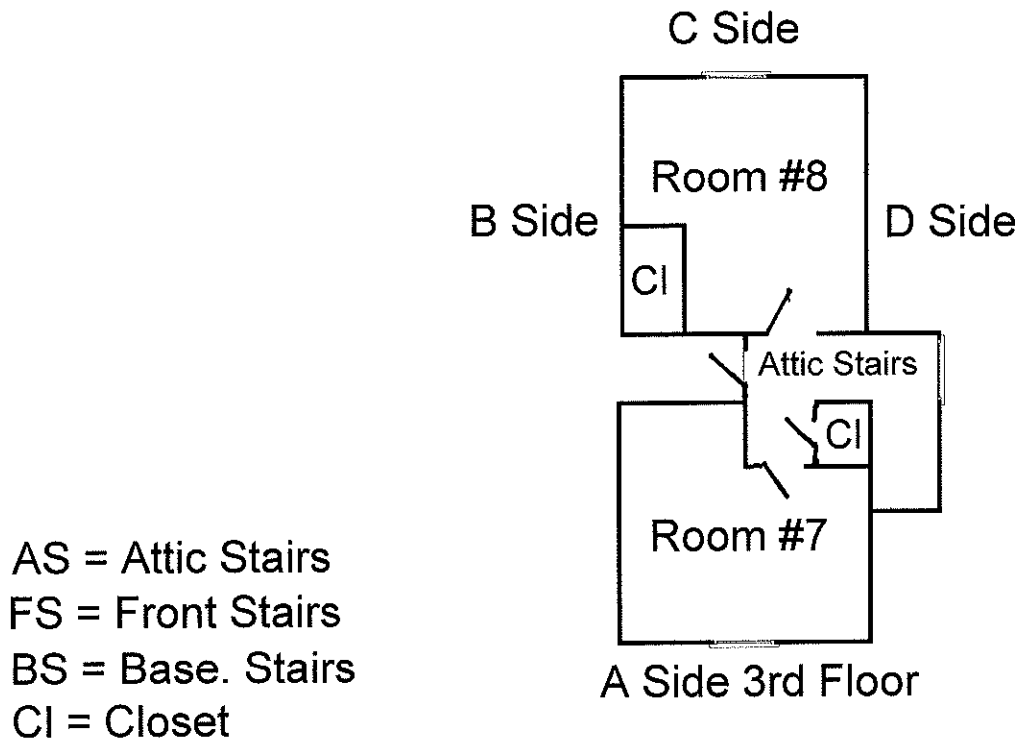 C Side
Room #8
B Side
D Side
Cl
Attic Stairs
Cl
Room #7
A Side 3rd Floor
AS = Attic Stairs
FS = Front Stairs
BS = Base. Stairs
Cl = Closet